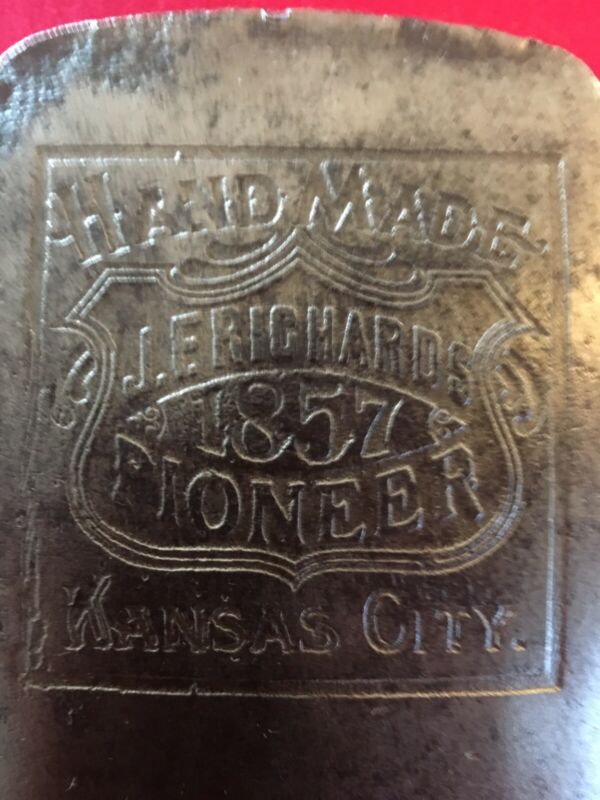 HAND MADE
J.F.RICHARDS
1857
PIONEER
KANSAS CITY.